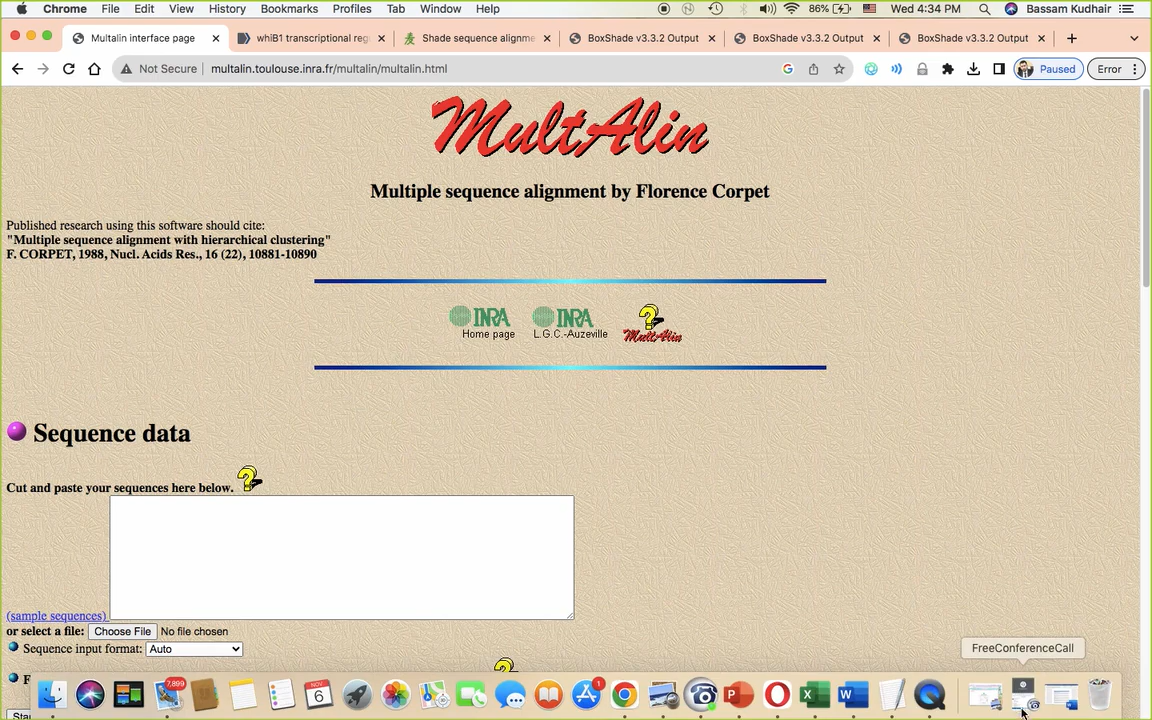 Chrome File Edit View History Bookmarks Profiles Tab Window Help 86% Wed 4:34 PM Bassam Kudhair
Multalin interface page whiB1 transcriptional reg Shade sequence alignme BoxShade v3.3.2 Output BoxShade v3.3.2 Output BoxShade v3.3.2 Output
Not Secure multalin.toulouse.inra.fr/multalin/multalin.html Paused Error
MultAlin
Multiple sequence alignment by Florence Corpet
Published research using this software should cite:
"Multiple sequence alignment with hierarchical clustering"
F. CORPET, 1988, Nucl. Acids Res., 16 (22), 10881-10890
INRA INRA ?
Home page L.G.C.-Auzeville MultAlin
Sequence data
Cut and paste your sequences here below. ?
(sample sequences)
or select a file: Choose File No file chosen
Sequence input format: Auto
FreeConferenceCall
7,899
NOV
6
1